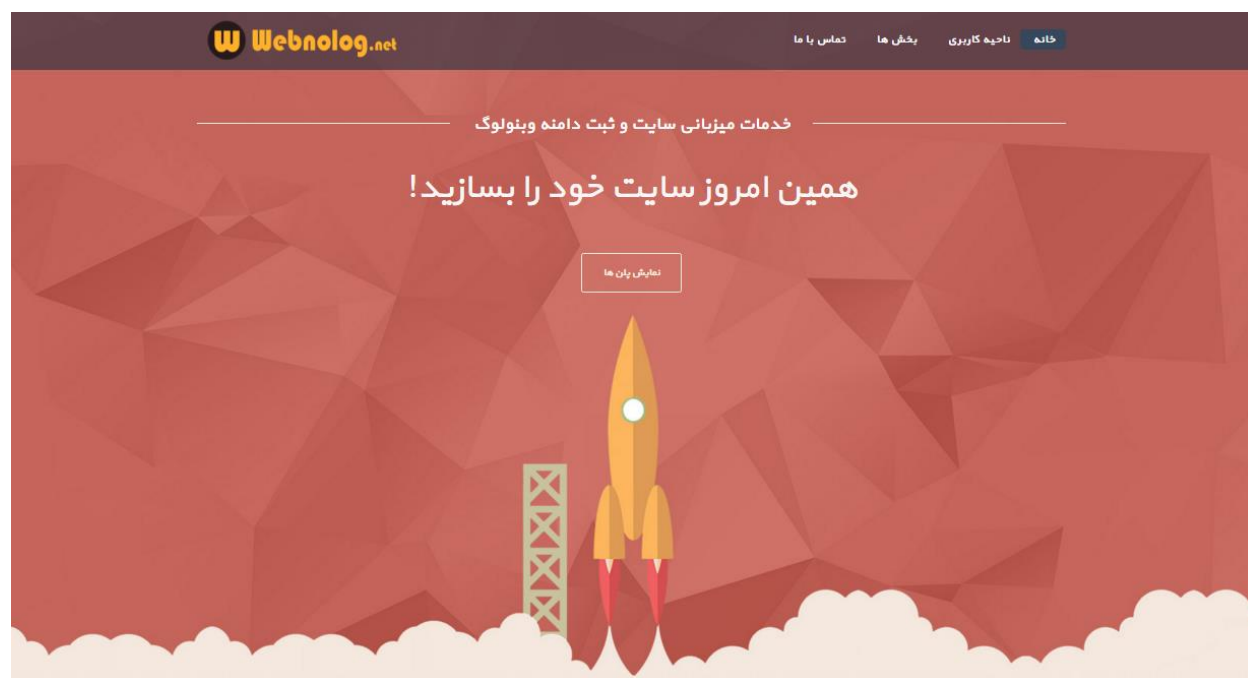 W Webnolog.net
خانه ناحیه کاربری بخش ها تماس با ما
خدمات میزبانی سایت و ثبت دامنه وبنولوگ
همین امروز سایت خود را بسازید!
نمایش پلن ها